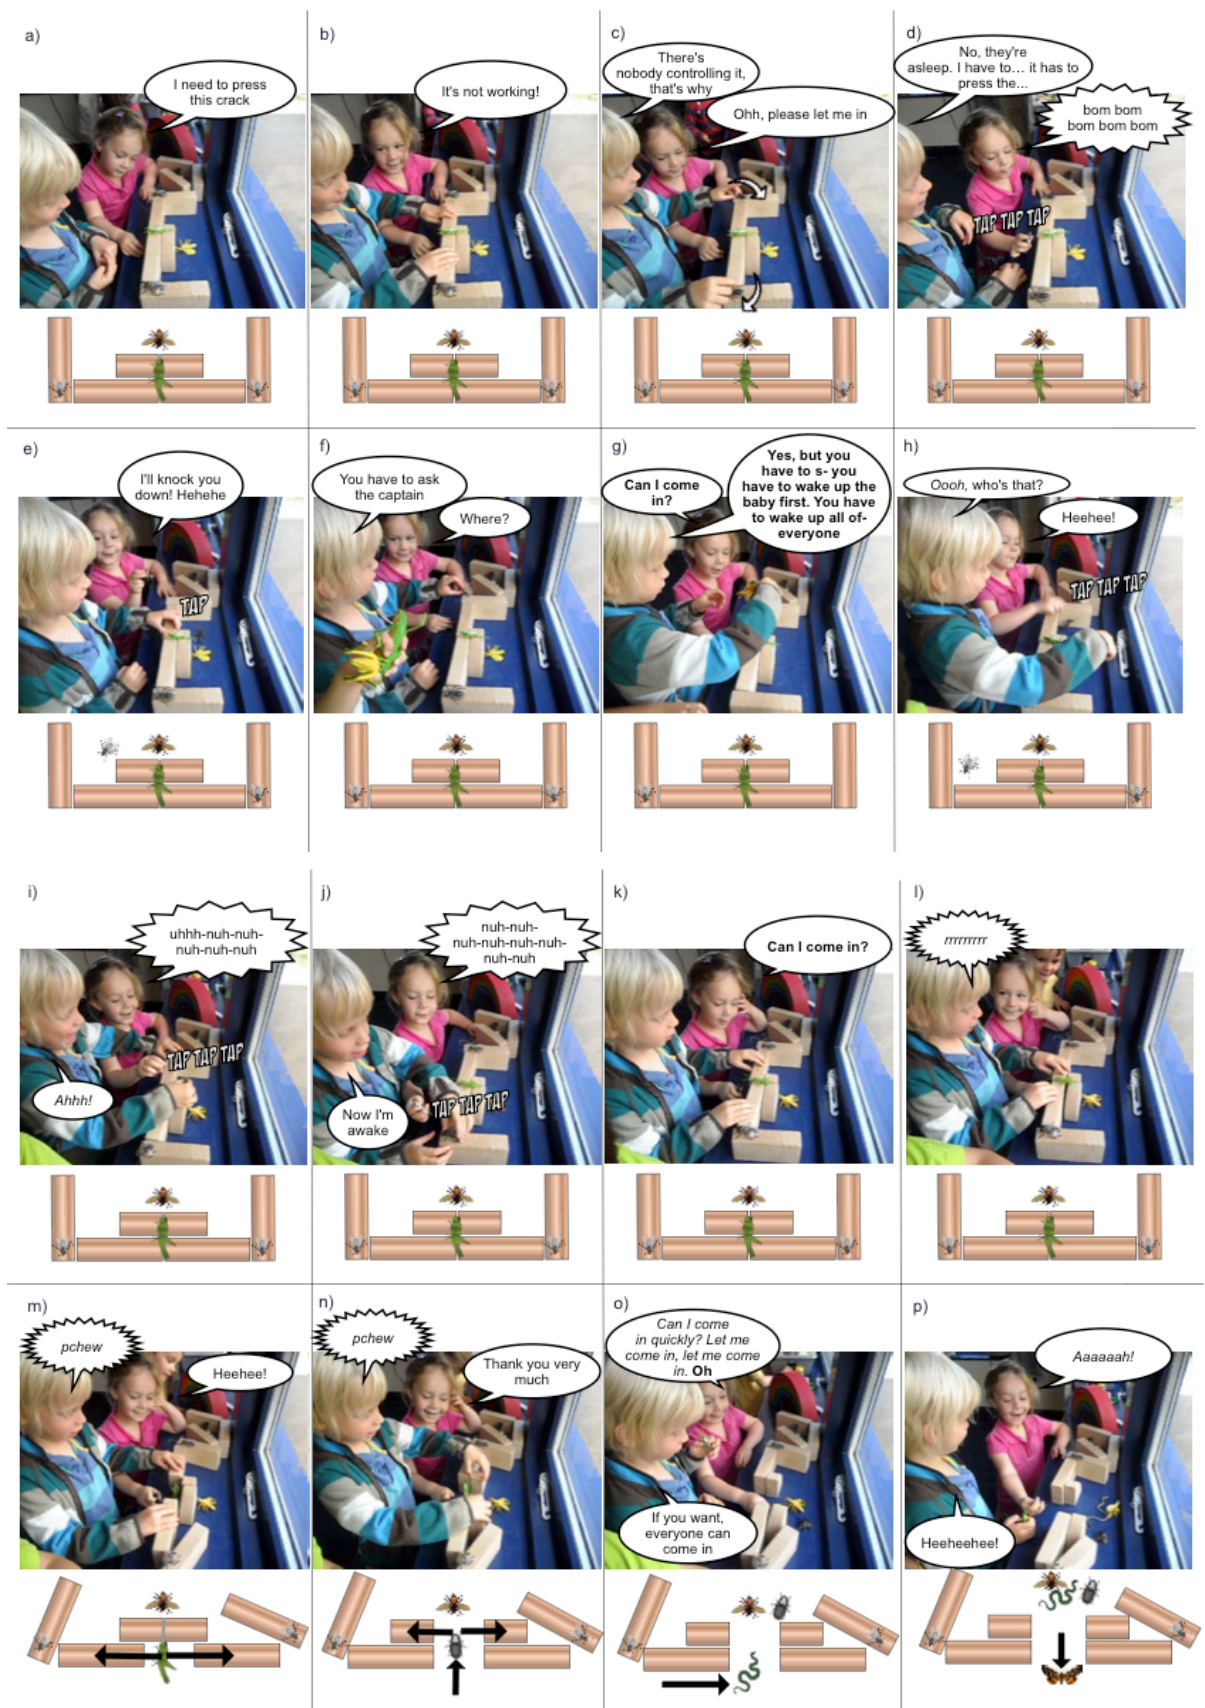 a)
I need to press
this crack
b)
It's not working!
c)
There's
nobody controlling it,
that's why
Ohh, please let me in
d)
No, they're
asleep. I have to... it has to
press the...
bom bom
bom bom bom
TAP TAP TAP
e)
I'll knock you
down! Hehehe
TAP
f)
You have to ask
the captain
Where?
g)
Can I come
in?
Yes, but you
have to s- you
have to wake up the
baby first. You have
to wake up all of-
everyone
h)
Oooh, who's that?
Heehee!
TAP TAP TAP
i)
uhhh-nuh-nuh-
nuh-nuh-nuh
TAP TAP TAP
Ahhh!
j)
nuh-nuh-
nuh-nuh-nuh-nuh-
nuh-nuh
Now I'm
awake
TAP TAP TAP
k)
Can I come in?
l)
rrrrrrrrr
m)
pchew
Heehee!
n)
pchew
Thank you very
much
o)
Can I come
in quickly? Let me
come in, let me come
in. Oh
If you want,
everyone can
come in
p)
Aaaaaah!
Heeheehee!